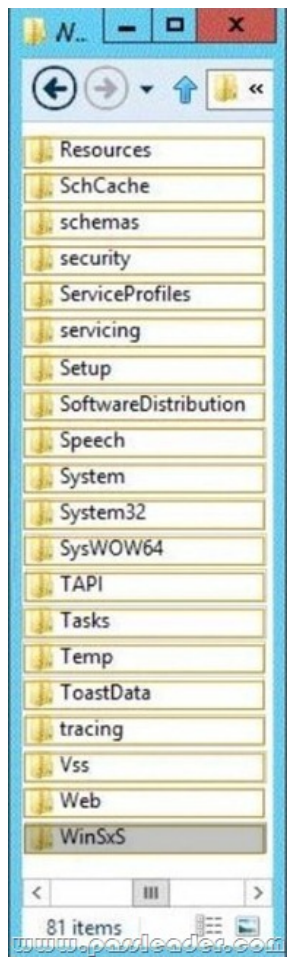 N...
«
Resources
SchCache
schemas
security
ServiceProfiles
servicing
Setup
SoftwareDistribution
Speech
System
System32
SysWOW64
TAPI
Tasks
Temp
ToastData
tracing
Vss
Web
WinSxS
81 items
www.passleader.com